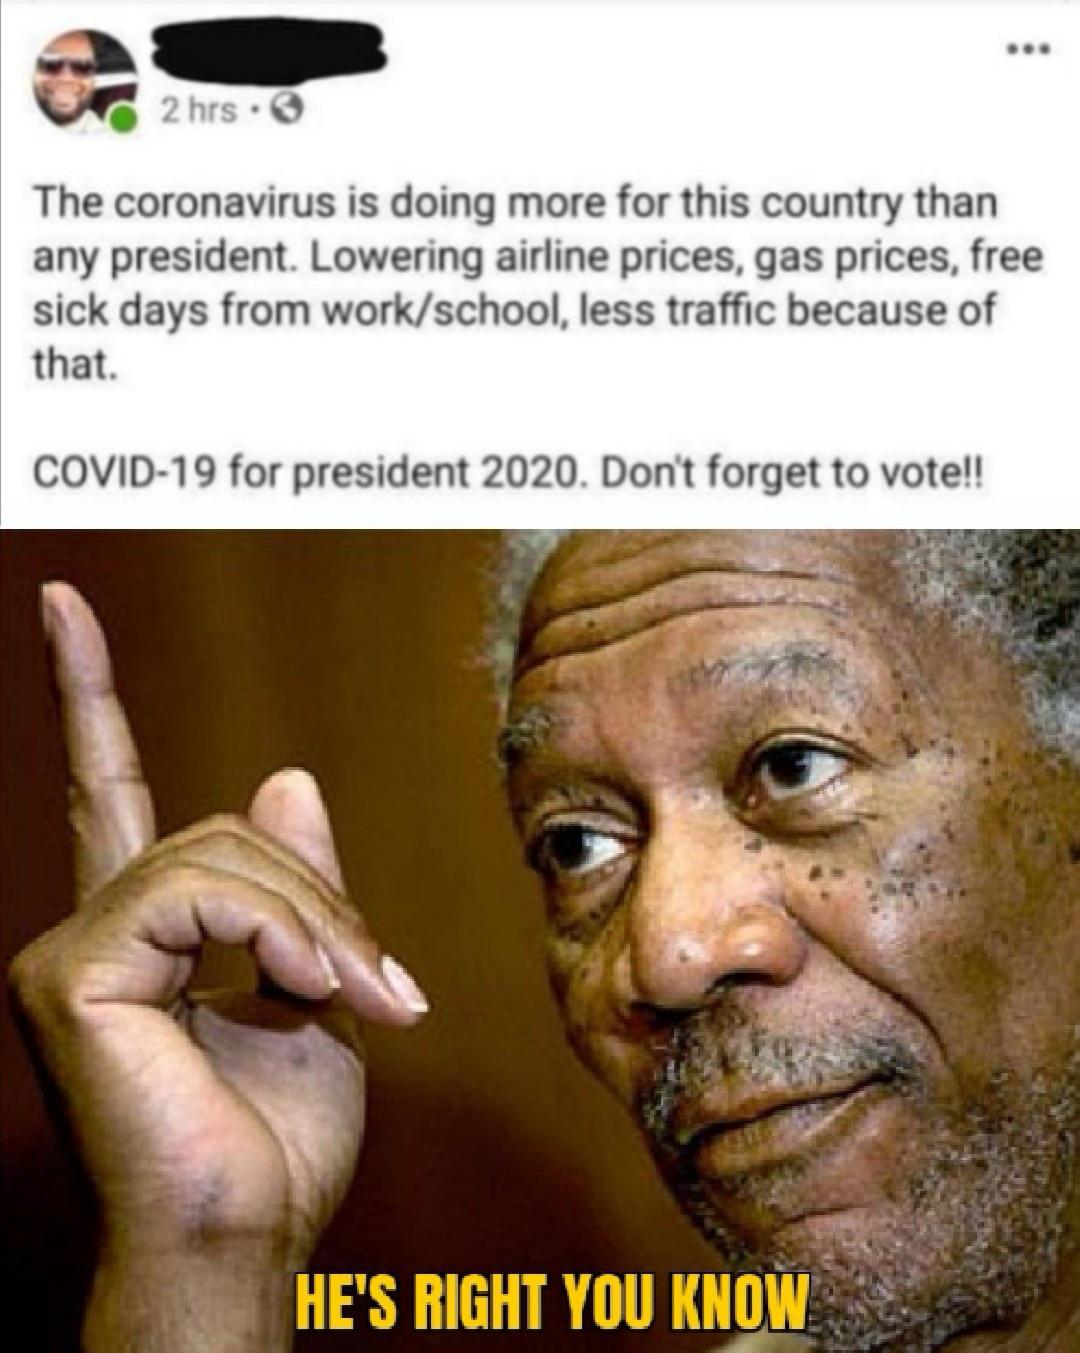 2 hrs ·
The coronavirus is doing more for this country than
any president. Lowering airline prices, gas prices, free
sick days from work/school, less traffic because of
that.
COVID-19 for president 2020. Don't forget to vote!!
HE'S RIGHT YOU KNOW